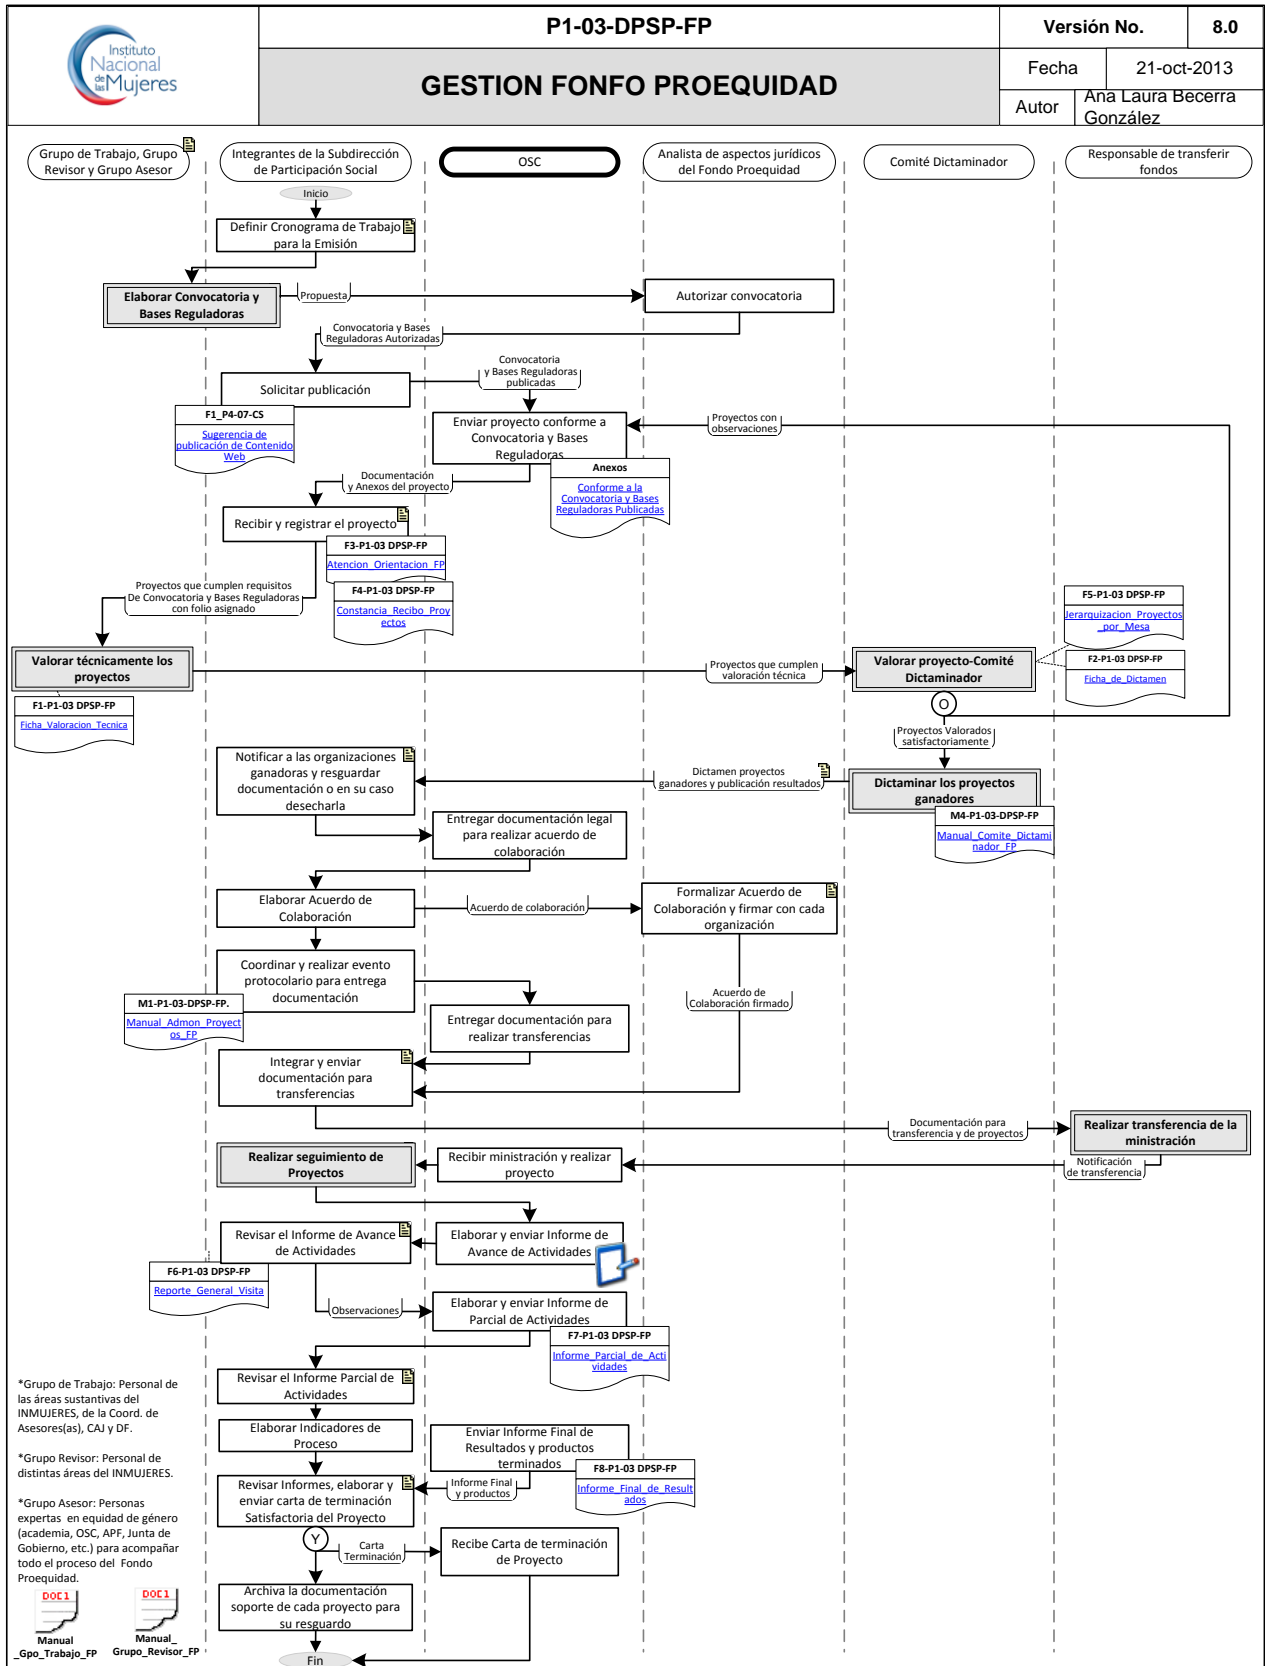 Instituto
Nacional
de las Mujeres
P1-03-DPSP-FP
Versión No.
8.0
GESTION FONFO PROEQUIDAD
Fecha
21-oct-2013
Autor
Ana Laura Becerra
González
Grupo de Trabajo, Grupo
Revisor y Grupo Asesor
Integrantes de la Subdirección
de Participación Social
OSC
Analista de aspectos jurídicos
del Fondo Proequidad
Comité Dictaminador
Responsable de transferir
fondos
Inicio
Definir Cronograma de Trabajo
para la Emisión
Elaborar Convocatoria y
Bases Reguladoras
Propuesta
Autorizar convocatoria
Convocatoria y Bases
Reguladoras Autorizadas
Solicitar publicación
Convocatoria
y Bases Reguladoras
publicadas
F1_P4-07-CS
Sugerencia de
publicación de Contenido
Web
Enviar proyecto conforme a
Convocatoria y Bases
Reguladoras
Proyectos con
observaciones
Anexos
Conforme a la
Convocatoria y Bases
Reguladoras Publicadas
Documentación
y Anexos del proyecto
Recibir y registrar el proyecto
F3-P1-03 DPSP-FP
Atencion_Orientacion_FP
F4-P1-03 DPSP-FP
Constancia_Recibo_Proy
ectos
Proyectos que cumplen requisitos
De Convocatoria y Bases Reguladoras
con folio asignado
F5-P1-03 DPSP-FP
Jerarquizacion_Proyectos
_por_Mesa
F2-P1-03 DPSP-FP
Ficha_de_Dictamen
Valorar técnicamente los
proyectos
F1-P1-03 DPSP-FP
Ficha_Valoracion_Tecnica
Proyectos que cumplen
valoración técnica
Valorar proyecto-Comité
Dictaminador
O
Proyectos Valorados
satisfactoriamente
Notificar a las organizaciones
ganadoras y resguardar
documentación o en su caso
desecharla
Dictamen proyectos
ganadores y publicación resultados
Dictaminar los proyectos
ganadores
M4-P1-03-DPSP-FP
Manual_Comite_Dictami
nador_FP
Entregar documentación legal
para realizar acuerdo de
colaboración
Elaborar Acuerdo de
Colaboración
Acuerdo de colaboración
Formalizar Acuerdo de
Colaboración y firmar con cada
organización
Coordinar y realizar evento
protocolario para entrega
documentación
M1-P1-03-DPSP-FP.
Manual_Admon_Proyect
os_FP
Acuerdo de
Colaboración firmado
Entregar documentación para
realizar transferencias
Integrar y enviar
documentación para
transferencias
Documentación para
transferencia y de proyectos
Realizar transferencia de la
ministración
Notificación
de transferencia
Realizar seguimiento de
Proyectos
Recibir ministración y realizar
proyecto
Revisar el Informe de Avance
de Actividades
Elaborar y enviar Informe de
Avance de Actividades
F6-P1-03 DPSP-FP
Reporte_General_Visita
Observaciones
Elaborar y enviar Informe de
Parcial de Actividades
F7-P1-03 DPSP-FP
Informe_Parcial_de_Acti
vidades
Revisar el Informe Parcial de
Actividades
Elaborar Indicadores de
Proceso
Enviar Informe Final de
Resultados y productos
terminados
F8-P1-03 DPSP-FP
Informe_Final_de_Result
ados
Revisar Informes, elaborar y
enviar carta de terminación
Satisfactoria del Proyecto
Informe Final
y productos
Y
Carta
Terminación
Recibe Carta de terminación
de Proyecto
Archiva la documentación
soporte de cada proyecto para
su resguardo
Fin
*Grupo de Trabajo: Personal de
las áreas sustantivas del
INMUJERES, de la Coord. de
Asesores(as), CAJ y DF.
*Grupo Revisor: Personal de
distintas áreas del INMUJERES.
*Grupo Asesor: Personas
expertas en equidad de género
(academia, OSC, APF, Junta de
Gobierno, etc.) para acompañar
todo el proceso del Fondo
Proequidad.
DOC1
Manual
_Gpo_Trabajo_FP
DOC1
Manual_
Grupo_Revisor_FP